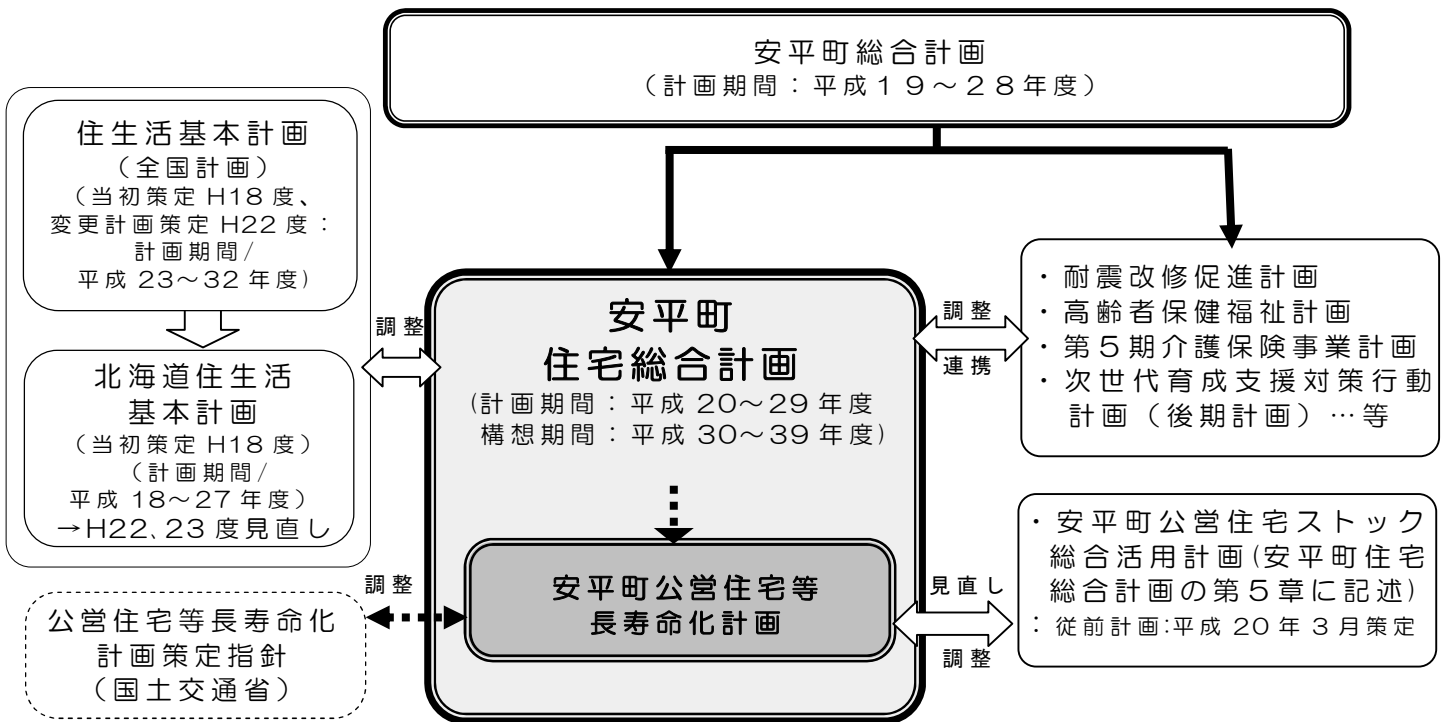 安平町総合計画
（計画期間：平成１９～２８年度）
住生活基本計画
（全国計画）
（当初策定 H18 度、
変更計画策定 H22 度：
計画期間/
平成 23～32 年度）
北海道住生活
基本計画
（当初策定 H18 度）
（計画期間/
平成 18～27 年度）
→H22、23 度見直し
調整
安平町
住宅総合計画
（計画期間：平成 20～29 年度
構想期間：平成 30～39 年度）
調整
連携
・耐震改修促進計画
・高齢者保健福祉計画
・第５期介護保険事業計画
・次世代育成支援対策行動
計画（後期計画）…等
公営住宅等長寿命化
計画策定指針
（国土交通省）
調整
安平町公営住宅等
長寿命化計画
見直し
調整
・安平町公営住宅ストック
総合活用計画（安平町住宅
総合計画の第５章に記述）
：従前計画：平成 20 年 3 月策定